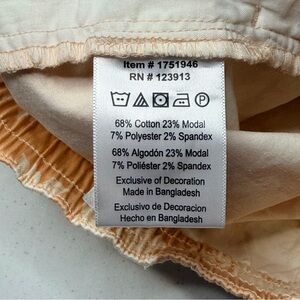 Item # 1751946
RN # 123913
P
68% Cotton 23% Modal
7% Polyester 2% Spandex
68% Algodón 23% Modal
7% Poliéster 2% Spandex
Exclusive of Decoration
Made in Bangladesh
Exclusivo de Decoracion
Hecho en Bangladesh